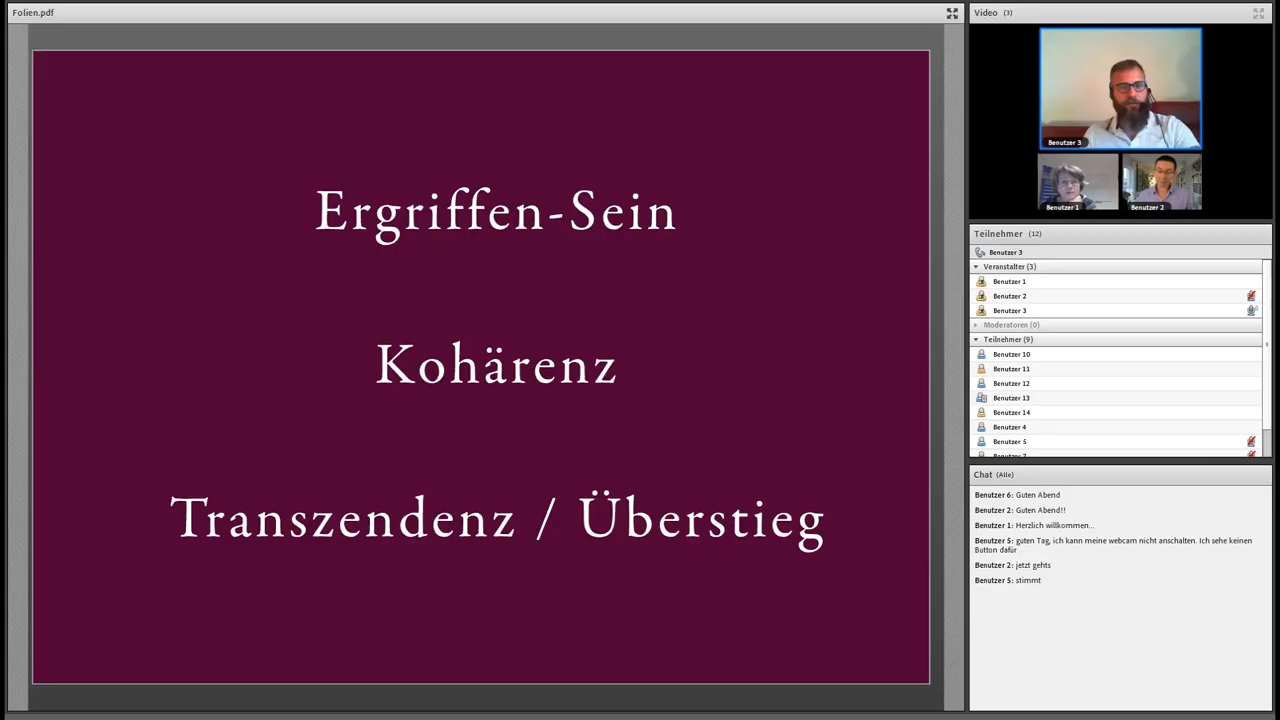 Folien.pdf
Ergriffen-Sein
Kohärenz
Transzendenz / Überstieg
Video (3)
Benutzer 3
Benutzer 1
Benutzer 2
Teilnehmer (12)
Benutzer 3
Veranstalter (3)
Benutzer 1
Benutzer 2
Benutzer 3
Moderatoren (0)
Teilnehmer (9)
Benutzer 10
Benutzer 11
Benutzer 12
Benutzer 13
Benutzer 14
Benutzer 4
Benutzer 5
Chat (Alle)
Benutzer 6: Guten Abend
Benutzer 2: Guten Abend!!
Benutzer 1: Herzlich willkommen...
Benutzer 5: guten Tag, ich kann meine webcam nicht anschalten. Ich sehe keinen
Button dafür
Benutzer 2: jetzt gehts
Benutzer 5: stimmt